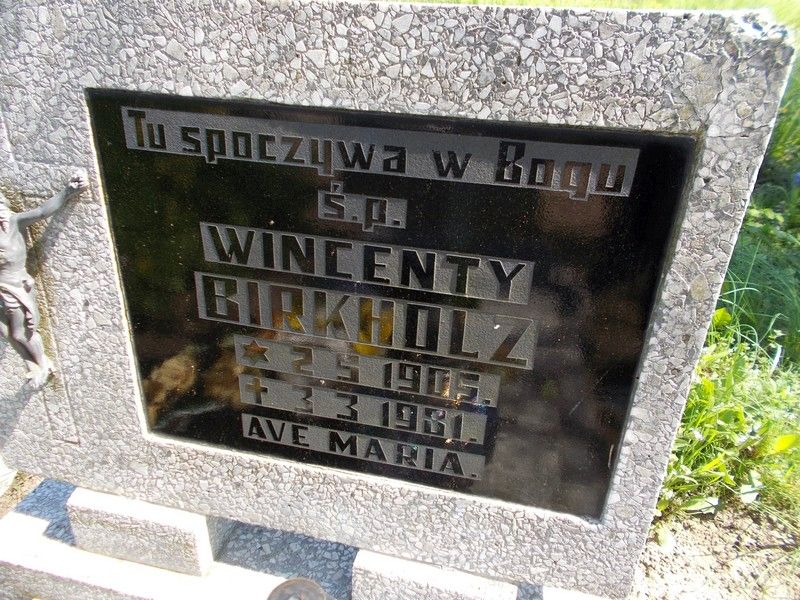 Tu spoczywa w Bogu
ś.p.
WINCENTY
BIRKHOLZ
* 2 5 1905.
+ 3 3 1981.
AVE MARIA.